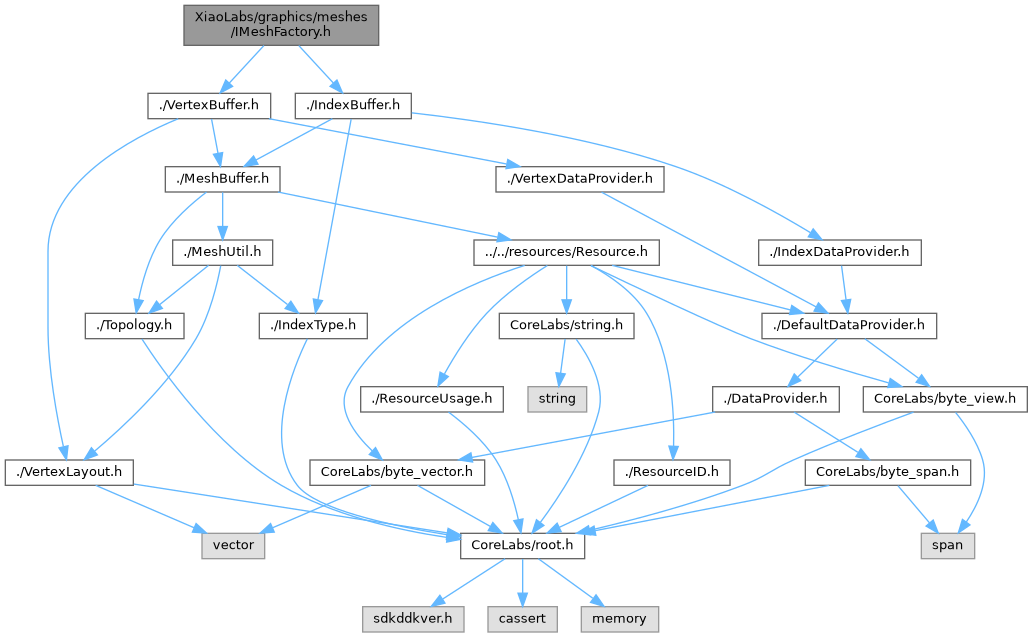 XiaoLabs/graphics/meshes
/IMeshFactory.h
./VertexBuffer.h
./IndexBuffer.h
./MeshBuffer.h
./VertexDataProvider.h
./MeshUtil.h
../../resources/Resource.h
./IndexDataProvider.h
./Topology.h
./IndexType.h
CoreLabs/string.h
./DefaultDataProvider.h
./ResourceUsage.h
string
./DataProvider.h
CoreLabs/byte_view.h
./VertexLayout.h
CoreLabs/byte_vector.h
./ResourceID.h
CoreLabs/byte_span.h
vector
CoreLabs/root.h
span
sdkddkver.h
cassert
memory